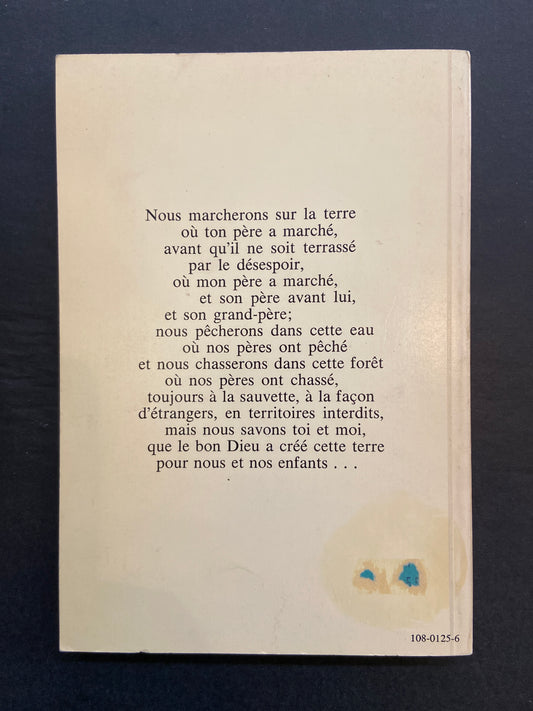 Nous marcherons sur la terre
où ton père a marché,
avant qu'il ne soit terrassé
par le désespoir,
où mon père a marché,
et son père avant lui,
et son grand-père;
nous pêcherons dans cette eau
où nos pères ont pêché
et nous chasserons dans cette forêt
où nos pères ont chassé,
toujours à la sauvette, à la façon
d'étrangers, en territoires interdits,
mais nous savons toi et moi,
que le bon Dieu a créé cette terre
pour nous et nos enfants . . .
108-0125-6